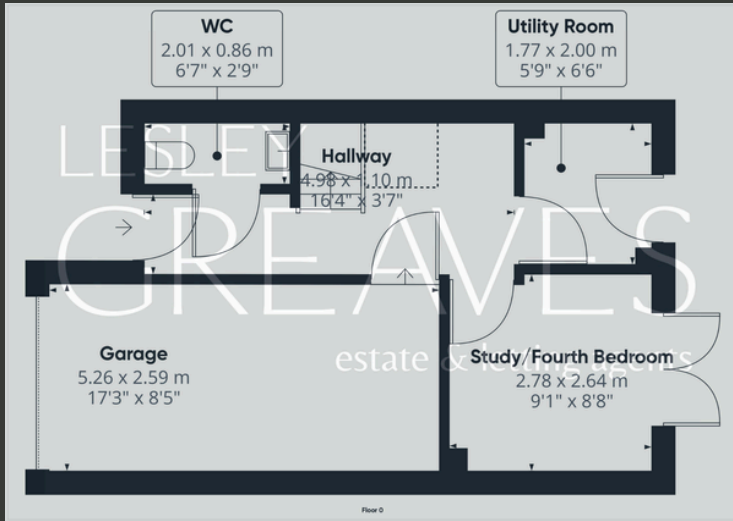 WC
2.01 x 0.86 m
6'7" x 2'9"
Utility Room
1.77 x 2.00 m
5'9" x 6'6"
LESLEY
Hallway
4.98 x 1.10 m
16'4" x 3'7"
GREAVES
estate & letting agents
Garage
5.26 x 2.59 m
17'3" x 8'5"
Study/Fourth Bedroom
2.78 x 2.64 m
9'1" x 8'8"
Floor 0